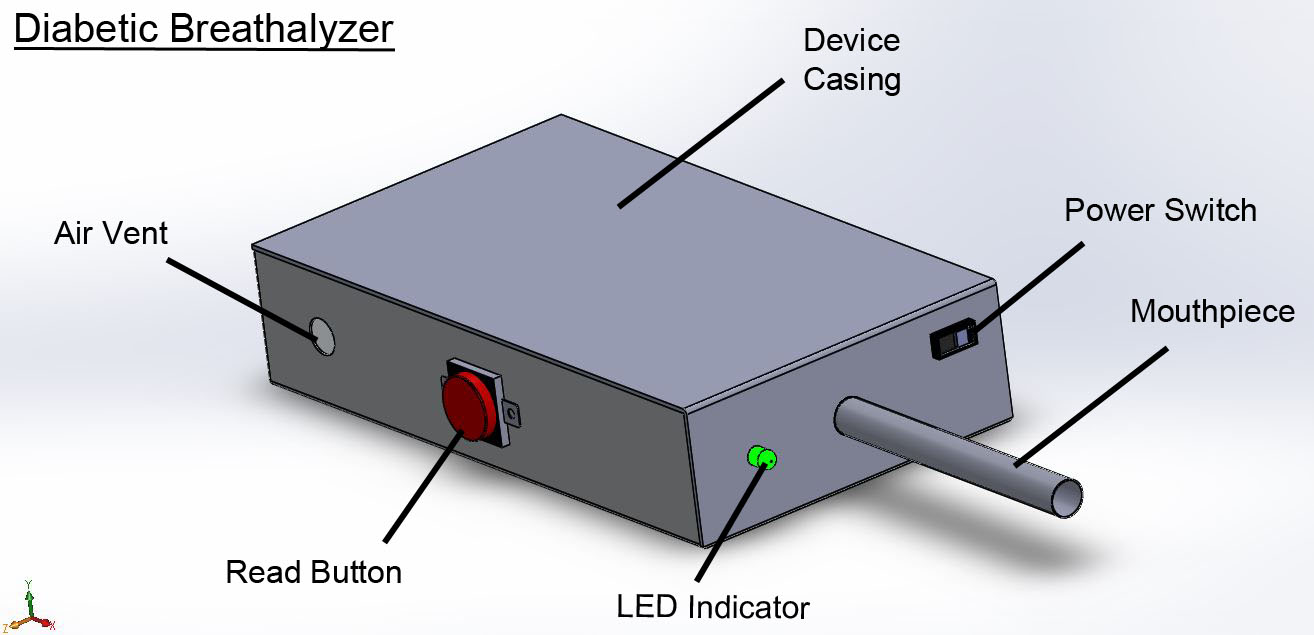 Diabetic Breathalyzer
Device
Casing
Power Switch
Air Vent
Mouthpiece
Read Button
LED Indicator
Y
Z
X